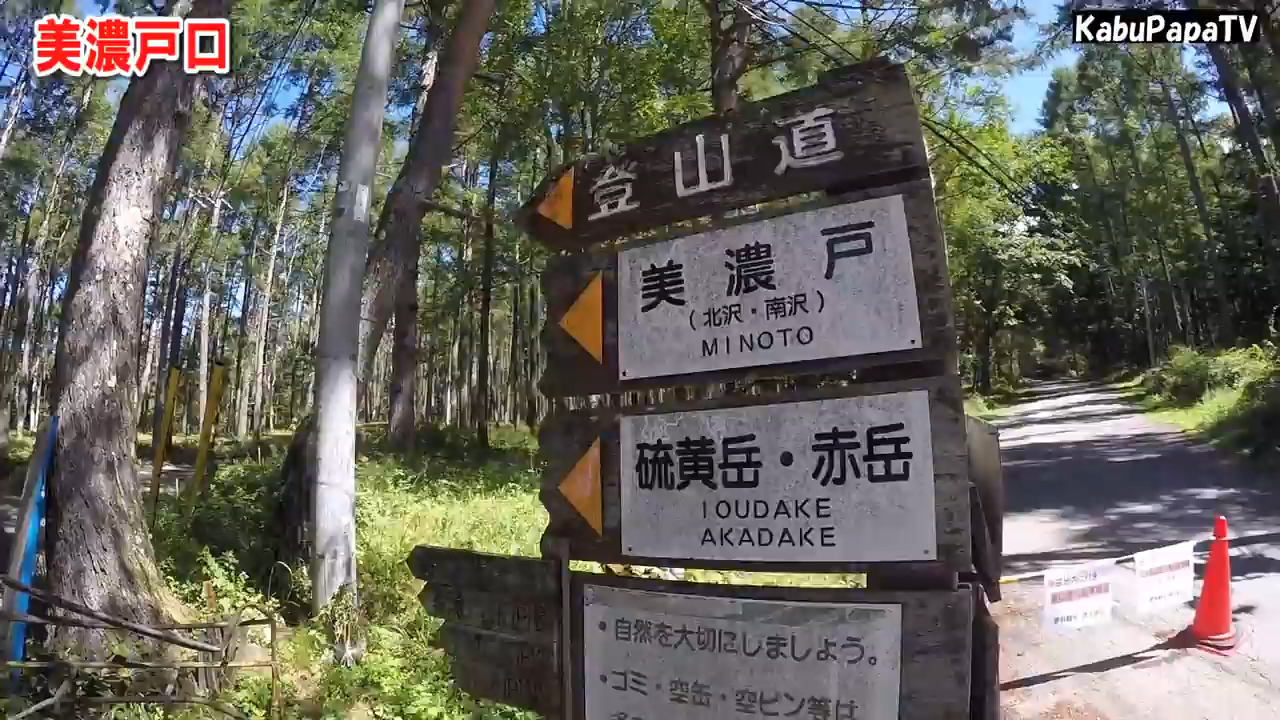 美濃戸口
KabuPapaTV
登山道
美濃戸
(北沢・南沢)
MINOTO
硫黄岳・赤岳
IOUDAKE
AKADAKE
・自然を大切にしましょう。
・ゴミ・空缶・空ビン等は